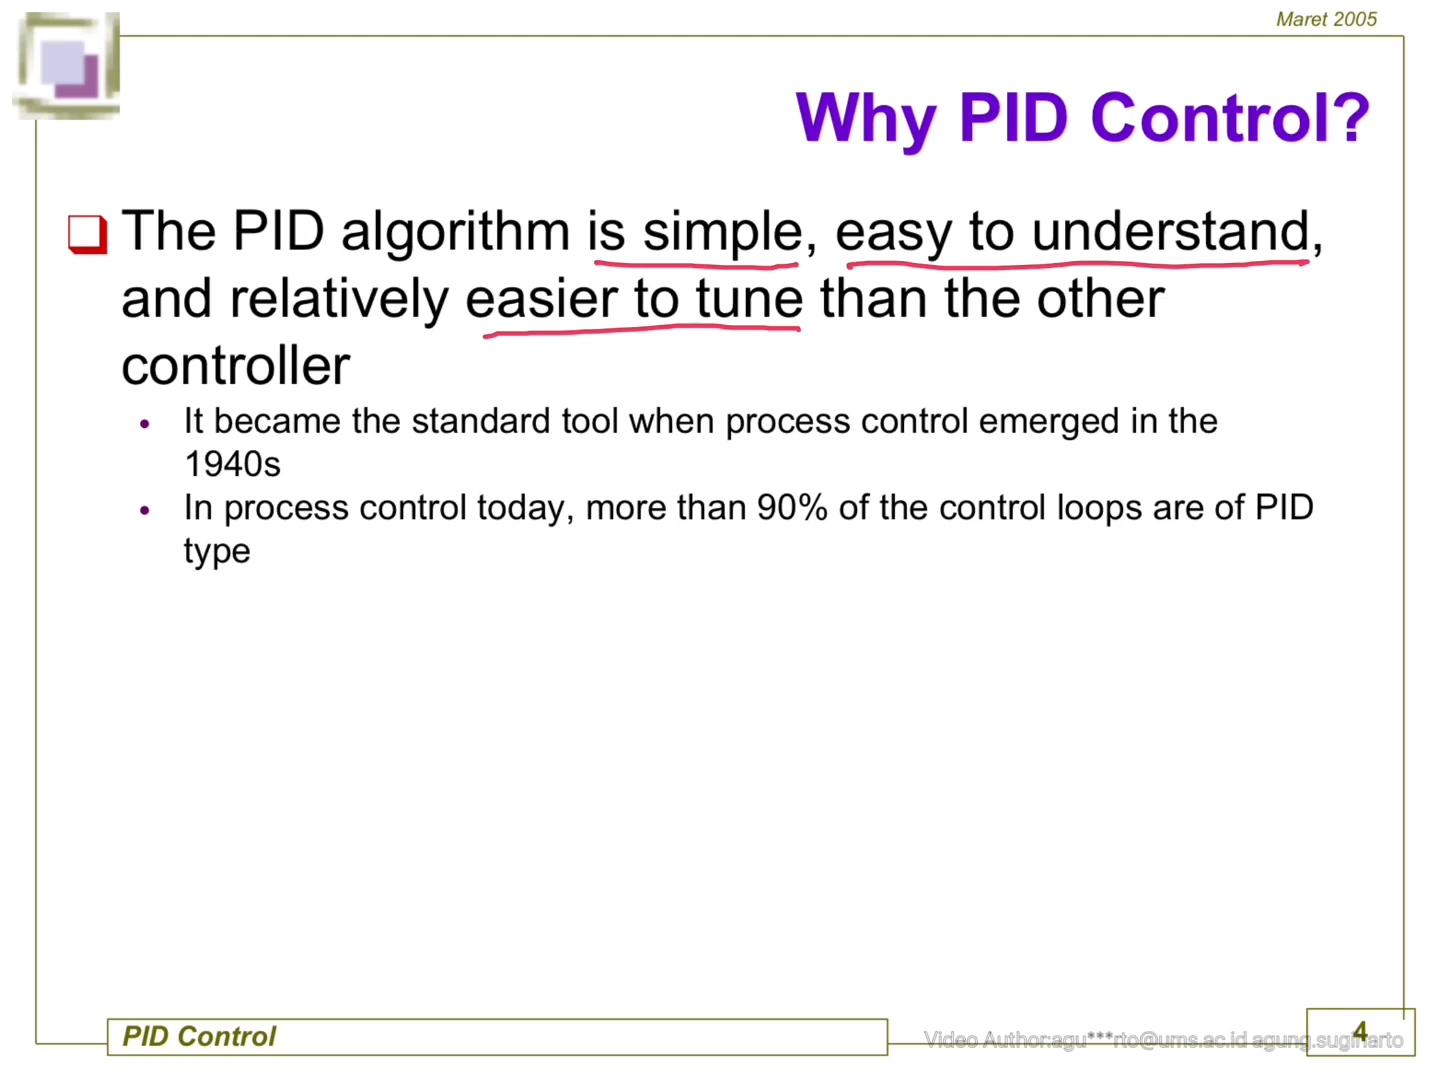 Maret 2005
Why PID Control?
The PID algorithm is simple, easy to understand,
and relatively easier to tune than the other
controller
• It became the standard tool when process control emerged in the
1940s
• In process control today, more than 90% of the control loops are of PID
type
PID Control
4
Video Author:agu***rto@ums.ac.id agung.sugiharto